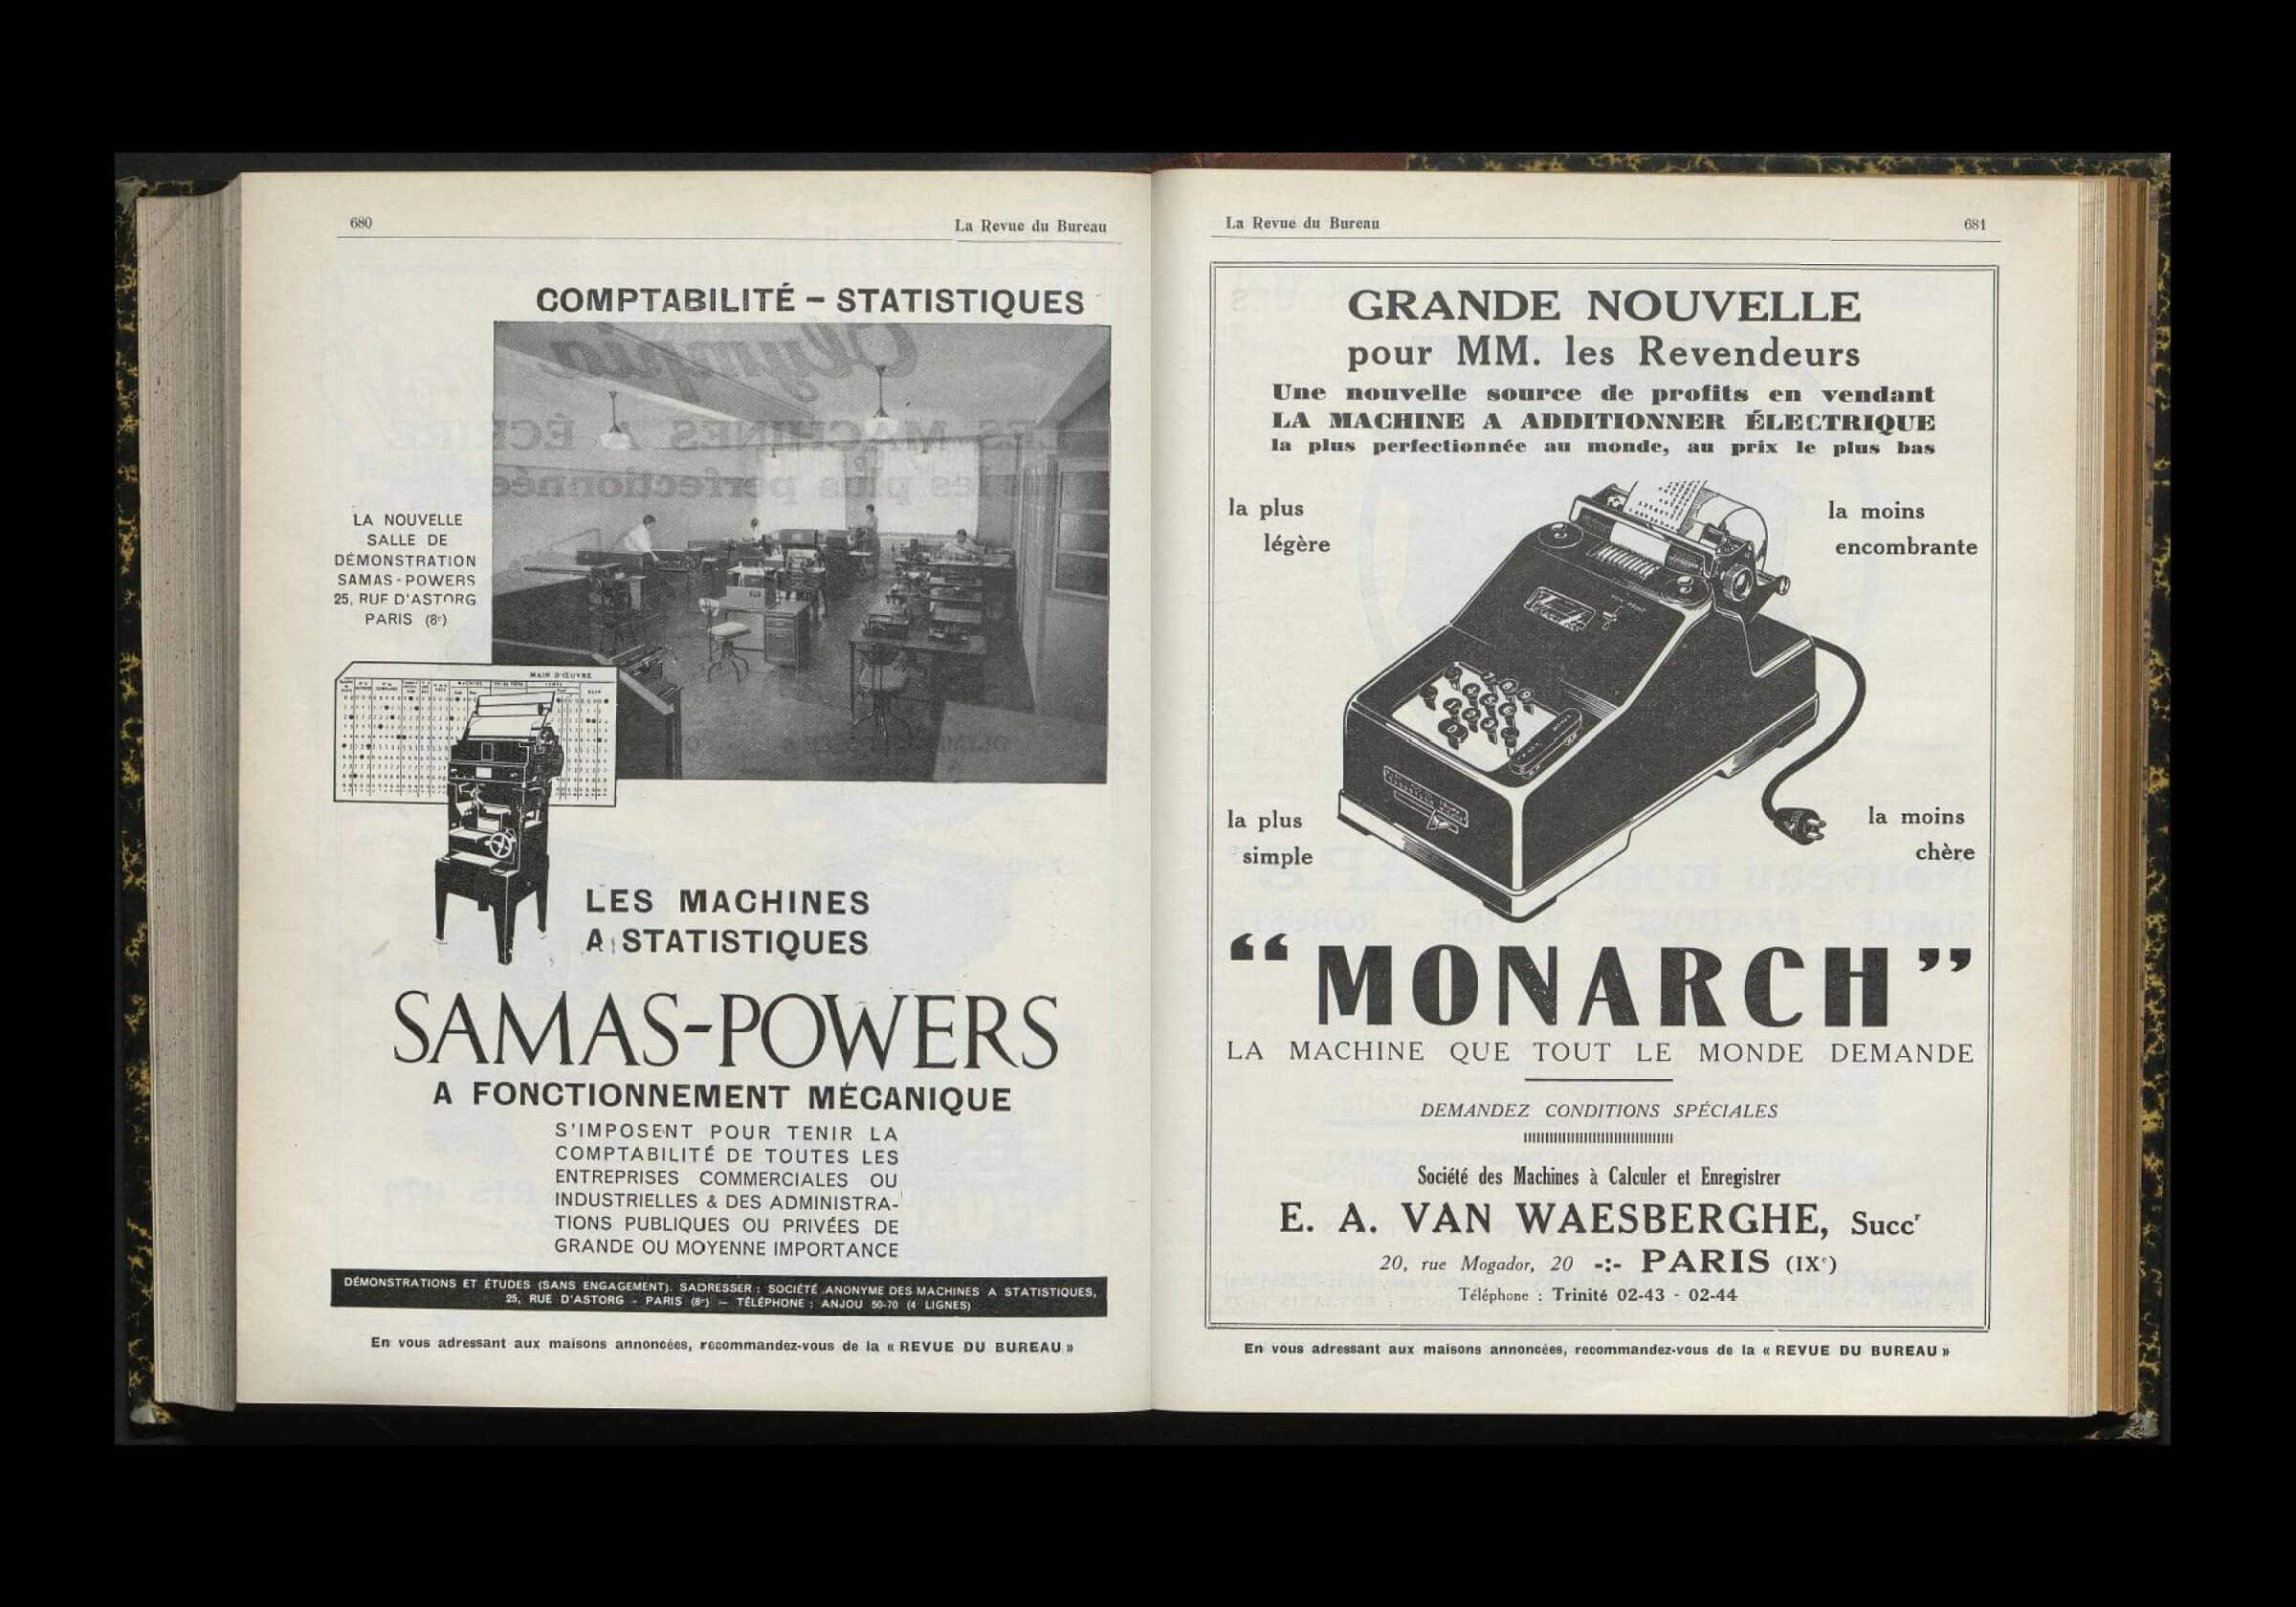 680
La Revue du Bureau
COMPTABILITÉ – STATISTIQUES
LA NOUVELLE
SALLE DE
DÉMONSTRATION
SAMAS-POWERS
25, RUE D'ASTORG
PARIS (8e)
MAIN D'ŒUVRE
LES MACHINES
A STATISTIQUES
SAMAS-POWERS
A FONCTIONNEMENT MÉCANIQUE
S'IMPOSENT POUR TENIR LA
COMPTABILITÉ DE TOUTES LES
ENTREPRISES COMMERCIALES OU
INDUSTRIELLES & DES ADMINISTRA-
TIONS PUBLIQUES OU PRIVÉES DE
GRANDE OU MOYENNE IMPORTANCE
DÉMONSTRATIONS ET ÉTUDES (SANS ENGAGEMENT). SADRESSER : SOCIÉTÉ ANONYME DES MACHINES A STATISTIQUES,
25, RUE D'ASTORG - PARIS (8e) — TÉLÉPHONE : ANJOU 50-70 (4 LIGNES)
En vous adressant aux maisons annoncées, recommandez-vous de la « REVUE DU BUREAU »
La Revue du Bureau
681
GRANDE NOUVELLE
pour MM. les Revendeurs
Une nouvelle source de profits en vendant
LA MACHINE A ADDITIONNER ÉLECTRIQUE
la plus perfectionnée au monde, au prix le plus bas
la plus
légère
la moins
encombrante
la plus
simple
la moins
chère
“MONARCH”
LA MACHINE QUE TOUT LE MONDE DEMANDE
DEMANDEZ CONDITIONS SPÉCIALES
Société des Machines à Calculer et Enregistrer
E. A. VAN WAESBERGHE, Succr
20, rue Mogador, 20 -:- PARIS (IXe)
Téléphone : Trinité 02-43 - 02-44
En vous adressant aux maisons annoncées, recommandez-vous de la « REVUE DU BUREAU »